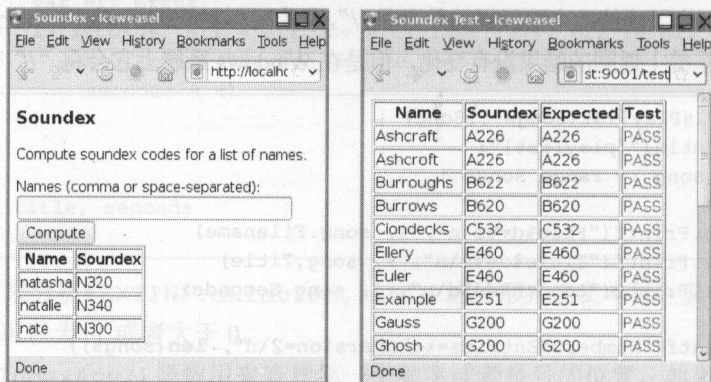 Soundex - Iceweasel
File Edit View History Bookmarks Tools Help
http://localhc
Soundex
Compute soundex codes for a list of names.
Names (comma or space-separated):
Compute
Name Soundex
natasha N320
natalie N340
nate N300
Done
Soundex Test - Iceweasel
File Edit View History Bookmarks Tools Help
st:9001/test
Name Soundex Expected Test
Ashcraft A226 A226 PASS
Ashcroft A226 A226 PASS
Burroughs B622 B622 PASS
Burrows B620 B620 PASS
Ciondecks C532 C532 PASS
Ellery E460 E460 PASS
Euler E460 E460 PASS
Example E251 E251 PASS
Gauss G200 G200 PASS
Ghosh G200 G200 PASS
Done